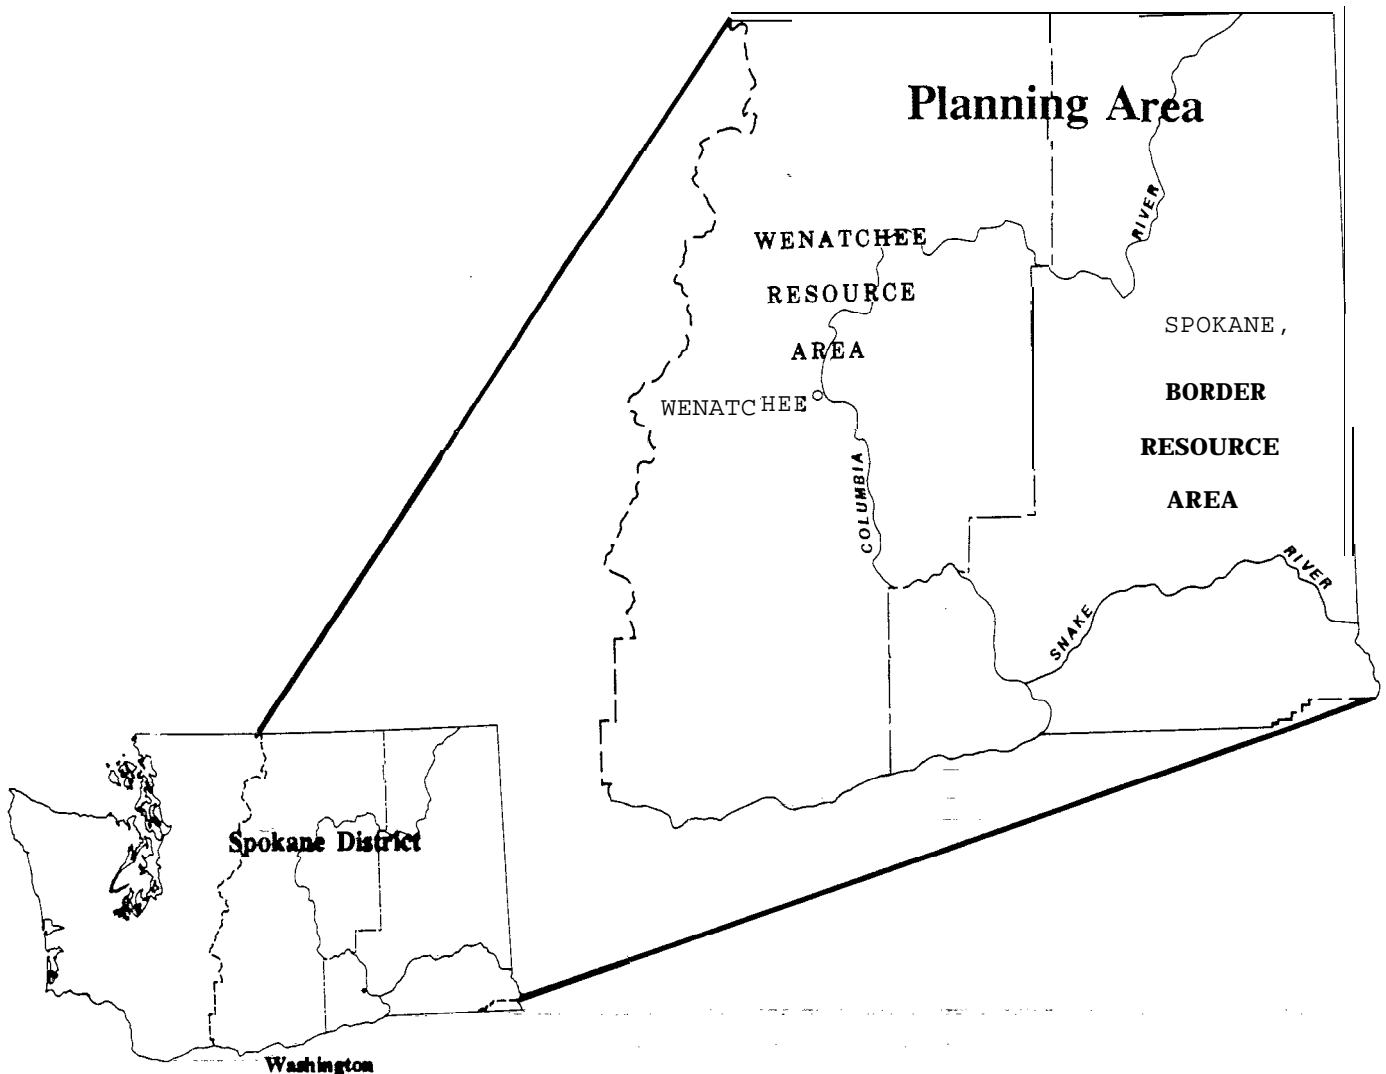 Planning Area
RIVER
WENATCHEE
RESOURCE
AREA
WENATCHEE
SPOKANE,
BORDER
RESOURCE
AREA
COLUMBIA
RIVER
SNAKE
Spokane District
Washington